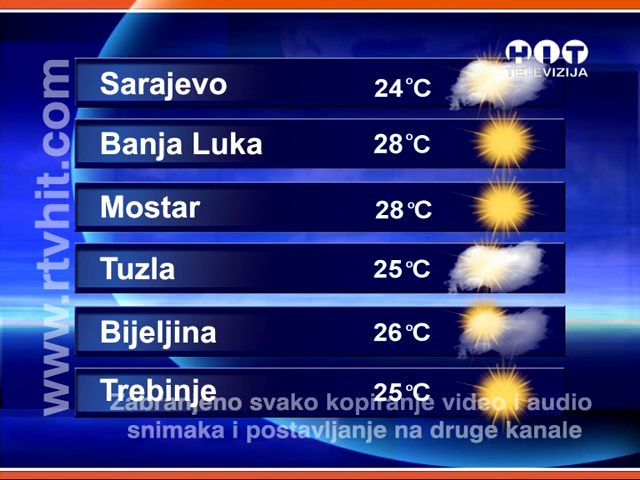 HIT
TELEVIZIJA
Sarajevo 24°C
Banja Luka 28°C
Mostar 28°C
Tuzla 25°C
Bijeljina 26°C
Trebinje 25°C
Zabranjeno svako kopiranje video i audio
snimaka i postavljanje na druge kanale
www.rtvhit.com